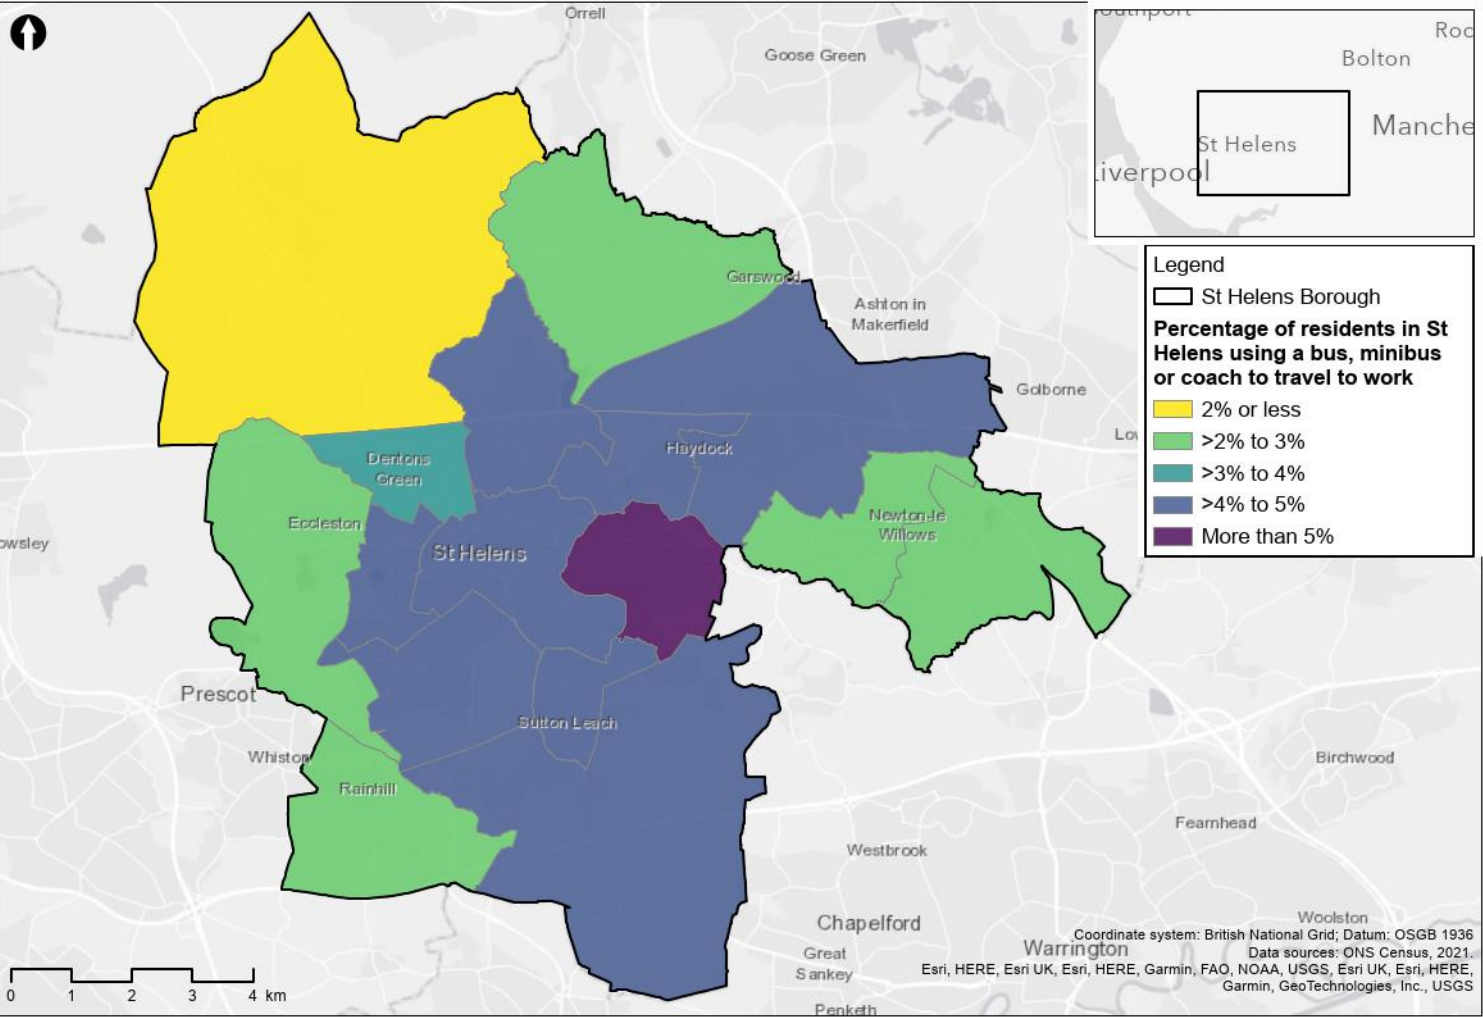 Orrell
Goose Green
Garswood
Ashton in
Makerfield
Golborne
Haydock
Dentons
Green
Eccleston
St Helens
Newton-le
Willows
Prescot
Whiston
Sutton Leach
Rainhill
Birchwood
Fearnhead
Westbrook
Chapelford
Great
Sankey
Penketh
Warrington
Woolston
Bolton
St Helens
Legend
St Helens Borough
Percentage of residents in St
Helens using a bus, minibus
or coach to travel to work
2% or less
>2% to 3%
>3% to 4%
>4% to 5%
More than 5%
0 1 2 3 4 km
Coordinate system: British National Grid; Datum: OSGB 1936
Data sources: ONS Census, 2021.
Esri, HERE, Esri UK, Esri, HERE, Garmin, FAO, NOAA, USGS, Esri UK, Esri, HERE,
Garmin, GeoTechnologies, Inc., USGS